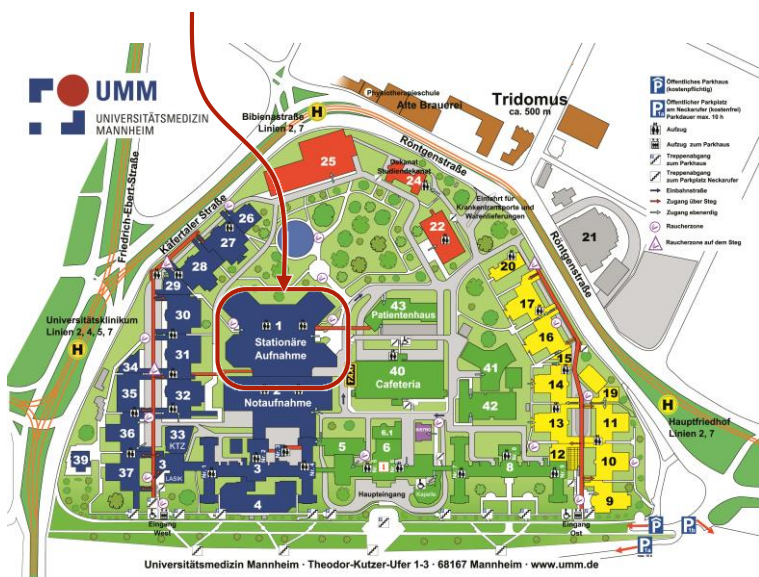 UMM
UNIVERSITÄTSMEDIZIN
MANNHEIM
Bibienastraße
Linien 2, 7
H
Physiotherapieschule
Alte Brauerei
Tridomus
ca. 500 m
Röntgenstraße
Friedrich-Ebert-Straße
Käfertaler Straße
Dekanat
Studiendekanat
Einfahrt für
Krankentransporte und
Warenlieferungen
Röntgenstraße
Öffentliches Parkhaus
(kostenpflichtig)
Öffentlicher Parkplatz
am Neckarufer (kostenfrei)
Parkdauer max. 10 h
Aufzug
Aufzug zum Parkhaus
Treppenabgang
zum Parkhaus
Treppenabgang
zum Parkplatz Neckarufer
Einbahnstraße
Zugang über Steg
Zugang ebenerdig
Raucherzone
Raucherzone auf dem Steg
25
24
26
27
22
21
28
29
20
30
43
Patientenhaus
17
Universitätsklinikum
Linien 2, 4, 5, 7
H
1
Stationäre
Aufnahme
16
31
34
40
Cafeteria
41
15
14
32
35
2
Notaufnahme
TAXI
42
19
H
Hauptfriedhof
Linien 2, 7
36
33
KTZ
5
6.1
6
13
11
39
37
3
LASIK
3
8
12
10
4
Haupteingang
Kapelle
9
Eingang
West
Eingang
Ost
Universitätsmedizin Mannheim · Theodor-Kutzer-Ufer 1-3 · 68167 Mannheim · www.umm.de